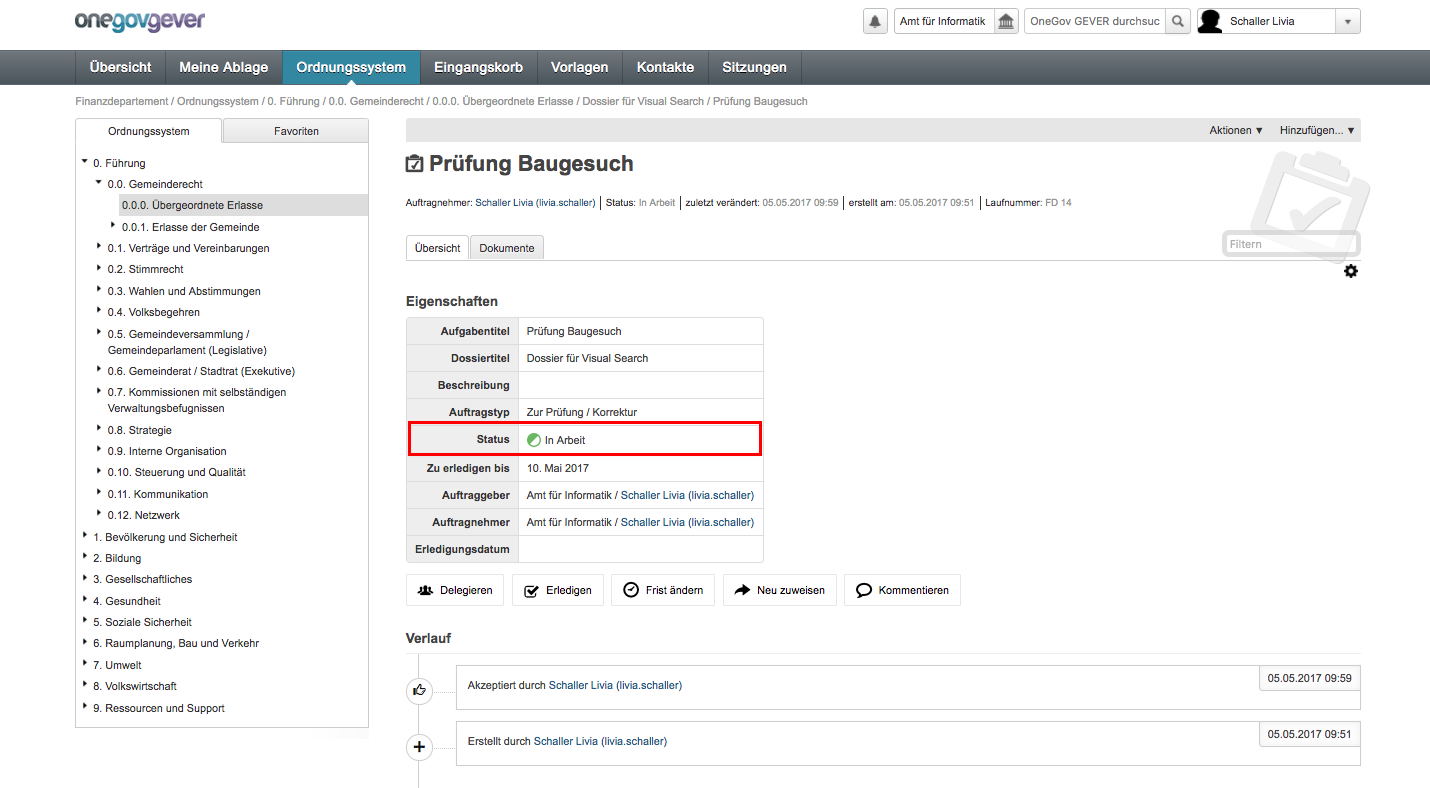 onegovgever
Amt für Informatik
OneGov GEVER durchsuc
Schaller Livia
Übersicht
Meine Ablage
Ordnungssystem
Eingangskorb
Vorlagen
Kontakte
Sitzungen
Finanzdepartement / Ordnungssystem / 0. Führung / 0.0. Gemeinderecht / 0.0.0. Übergeordnete Erlasse / Dossier für Visual Search / Prüfung Baugesuch
Ordnungssystem
Favoriten
0. Führung
0.0. Gemeinderecht
0.0.0. Übergeordnete Erlasse
0.0.1. Erlasse der Gemeinde
0.1. Verträge und Vereinbarungen
0.2. Stimmrecht
0.3. Wahlen und Abstimmungen
0.4. Volksbegehren
0.5. Gemeindeversammlung /
Gemeindeparlament (Legislative)
0.6. Gemeinderat / Stadtrat (Exekutive)
0.7. Kommissionen mit selbständigen
Verwaltungsbefugnissen
0.8. Strategie
0.9. Interne Organisation
0.10. Steuerung und Qualität
0.11. Kommunikation
0.12. Netzwerk
1. Bevölkerung und Sicherheit
2. Bildung
3. Gesellschaftliches
4. Gesundheit
5. Soziale Sicherheit
6. Raumplanung, Bau und Verkehr
7. Umwelt
8. Volkswirtschaft
9. Ressourcen und Support
Aktionen ▼
Hinzufügen... ▼
Prüfung Baugesuch
Auftragnehmer: Schaller Livia (livia.schaller) | Status: In Arbeit | zuletzt verändert: 05.05.2017 09:59 | erstellt am: 05.05.2017 09:51 | Laufnummer: FD 14
Übersicht
Dokumente
Filtern
Eigenschaften
Aufgabentitel Prüfung Baugesuch
Dossiertitel Dossier für Visual Search
Beschreibung
Auftragstyp Zur Prüfung / Korrektur
Status In Arbeit
Zu erledigen bis 10. Mai 2017
Auftraggeber Amt für Informatik / Schaller Livia (livia.schaller)
Auftragnehmer Amt für Informatik / Schaller Livia (livia.schaller)
Erledigungsdatum
Delegieren
Erledigen
Frist ändern
Neu zuweisen
Kommentieren
Verlauf
Akzeptiert durch Schaller Livia (livia.schaller)
05.05.2017 09:59
Erstellt durch Schaller Livia (livia.schaller)
05.05.2017 09:51